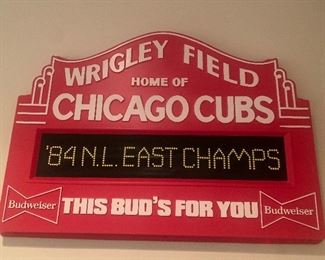 WRIGLEY FIELD
HOME OF
CHICAGO CUBS
'84 N.L. EAST CHAMPS
Budweiser THIS BUD'S FOR YOU Budweiser